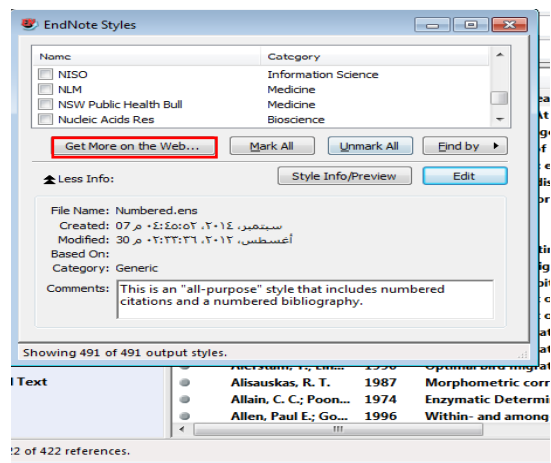 EndNote Styles
Name Category
NISO Information Science
NLM Medicine
NSW Public Health Bull Medicine
Nucleic Acids Res Bioscience
Get More on the Web... Mark All Unmark All Find by
Less Info: Style Info/Preview Edit
File Name: Numbered.ens
Created: 07 سبتمبر، ٢٠١٤، ٠٤:٤٥:٥٢ م
Modified: 30 أغسطس، ٢٠١٢، ٠٢:٣٣:٣٦ م
Based On:
Category: Generic
Comments: This is an "all-purpose" style that includes numbered
citations and a numbered bibliography.
Showing 491 of 491 output styles.
Text
Alisauskas, R. T. 1987 Morphometric corr
Allain, C. C.; Poon... 1974 Enzymatic Determi
Allen, Paul E.; Go... 1996 Within- and among
22 of 422 references.